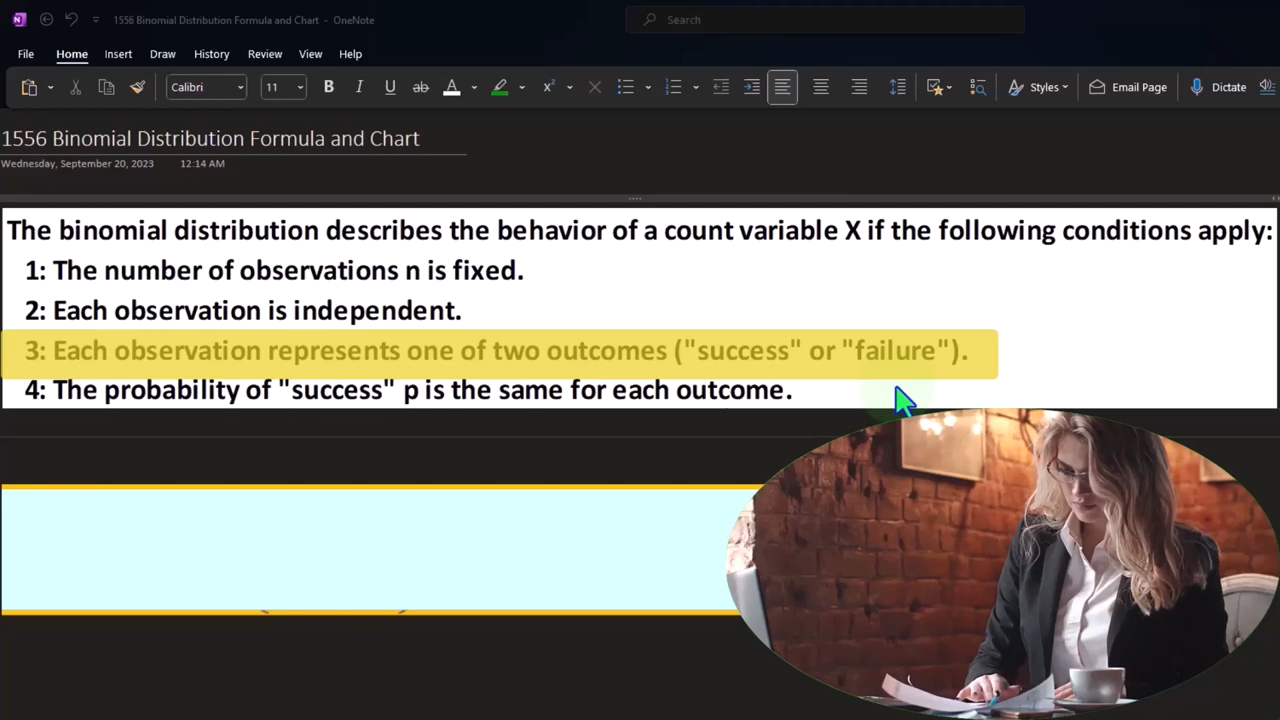 1556 Binomial Distribution Formula and Chart - OneNote
Search
File Home Insert Draw History Review View Help
Calibri 11 B I U ab A x² Styles Email Page Dictate
1556 Binomial Distribution Formula and Chart
Wednesday, September 20, 2023 12:14 AM
The binomial distribution describes the behavior of a count variable X if the following conditions apply:
1: The number of observations n is fixed.
2: Each observation is independent.
3: Each observation represents one of two outcomes ("success" or "failure").
4: The probability of "success" p is the same for each outcome.